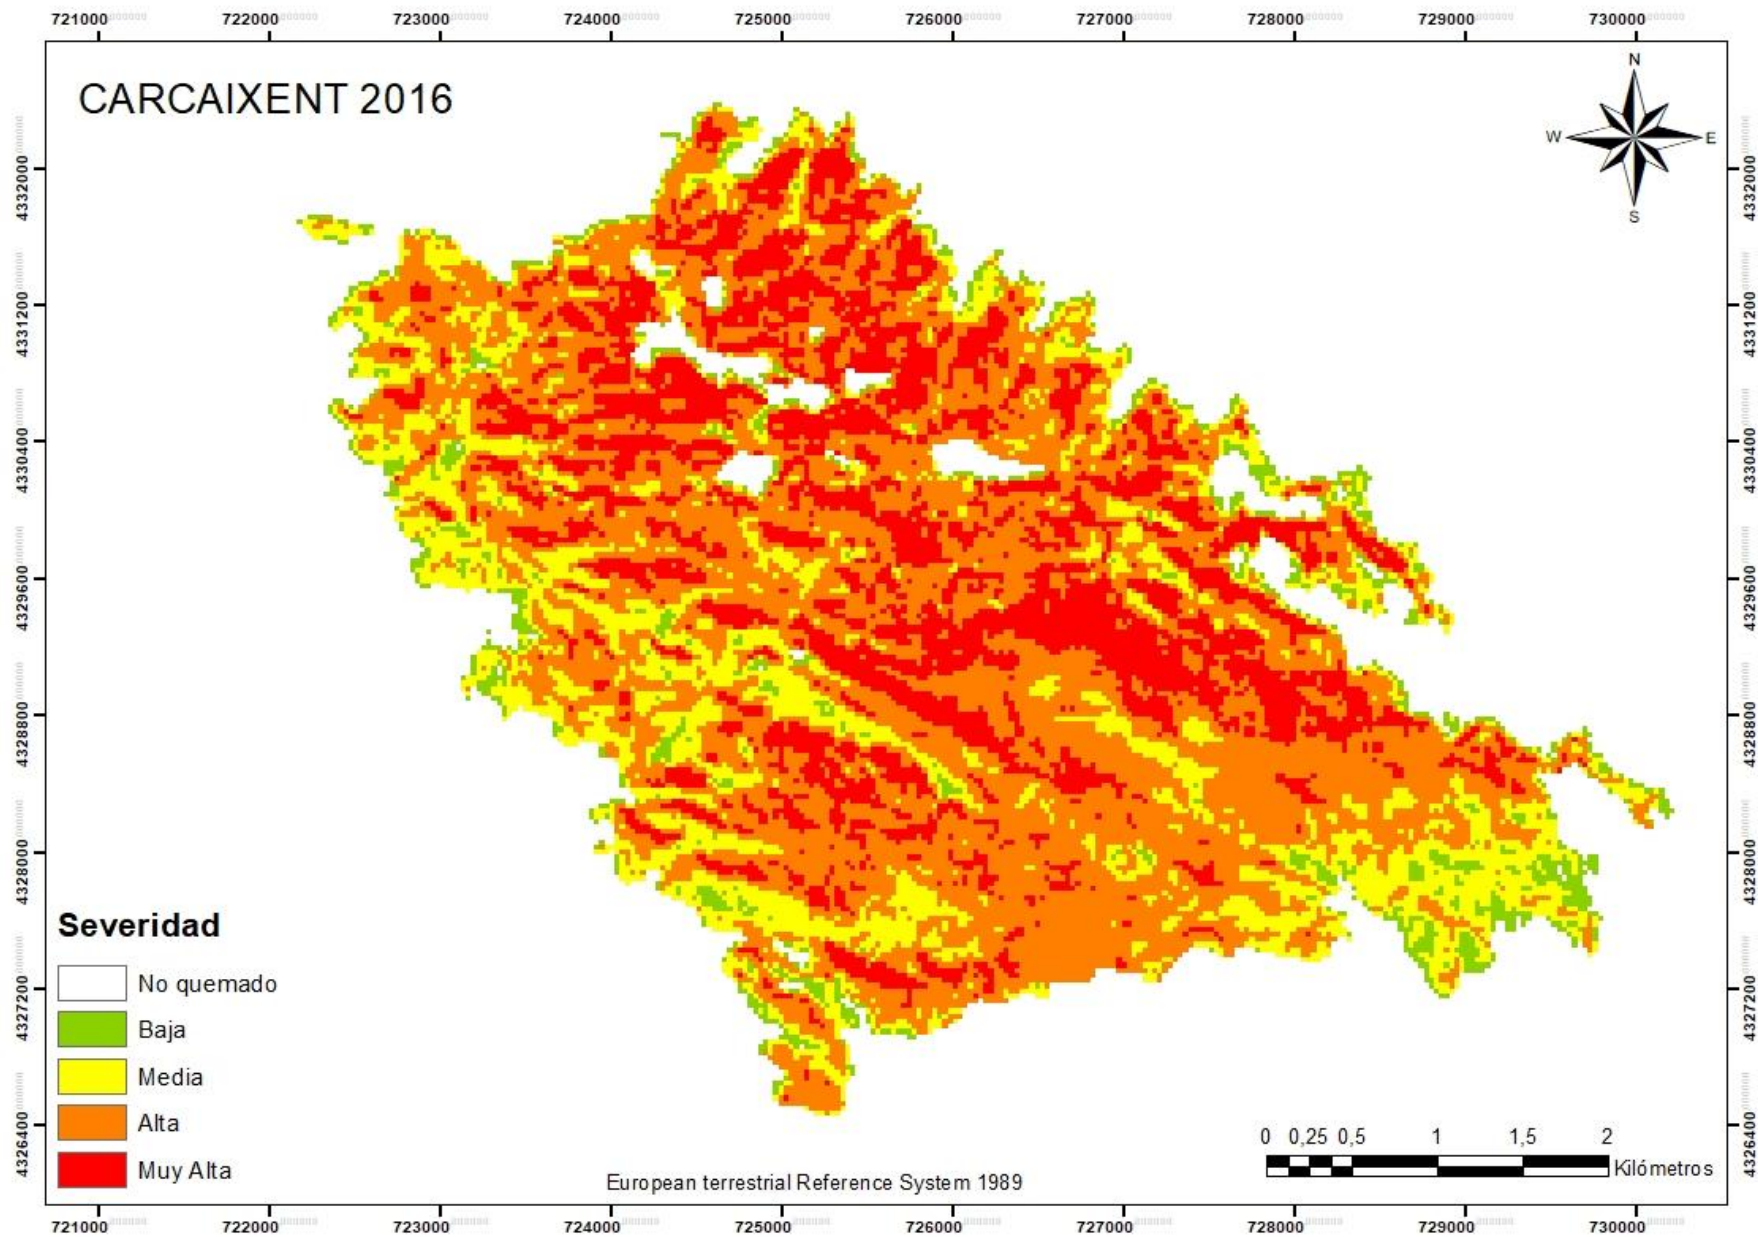 721000 722000 723000 724000 725000 726000 727000 728000 729000 730000
CARCAIXENT 2016
N
W E
S
4332000 4332000
4331200 4331200
4330400 4330400
4329600 4329600
4328800 4328800
4328000 4328000
4327200 4327200
4326400 4326400
Severidad
No quemado
Baja
Media
Alta
Muy Alta
European terrestrial Reference System 1989
0 0,25 0,5 1 1,5 2
Kilómetros
721000 722000 723000 724000 725000 726000 727000 728000 729000 730000